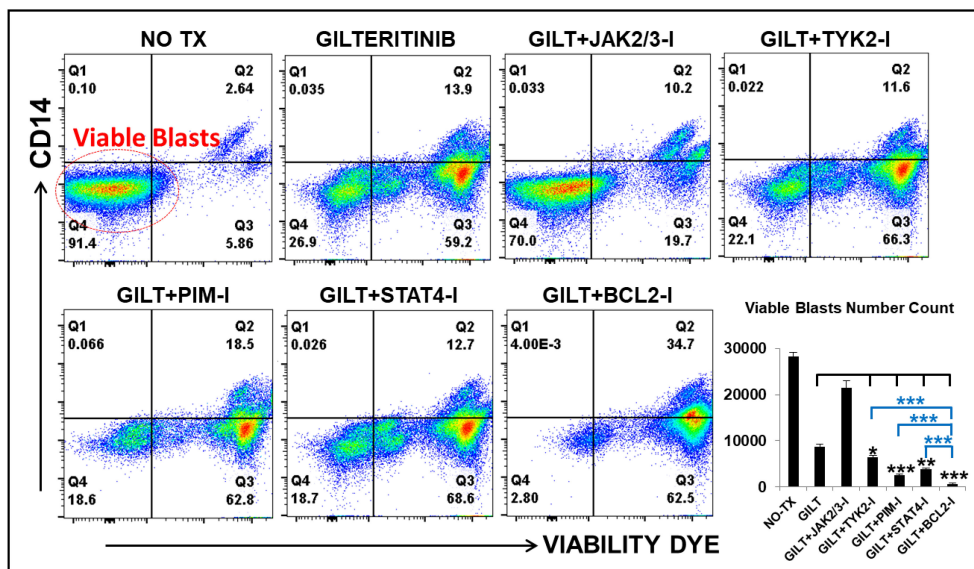 NO TX
GILTERITINIB
GILT+JAK2/3-I
GILT+TYK2-I
Q1
0.10
Q2
2.64
Viable Blasts
Q4
91.4
Q3
5.86
Q1
0.035
Q2
13.9
Q4
26.9
Q3
59.2
Q1
0.033
Q2
10.2
Q4
70.0
Q3
19.7
Q1
0.022
Q2
11.6
Q4
22.1
Q3
66.3
CD14
GILT+PIM-I
GILT+STAT4-I
GILT+BCL2-I
Q1
0.066
Q2
18.5
Q4
18.6
Q3
62.8
Q1
0.026
Q2
12.7
Q4
18.7
Q3
68.6
Q1
4.00E-3
Q2
34.7
Q4
2.80
Q3
62.5
VIABILITY DYE
Viable Blasts Number Count
30000
20000
10000
0
***
***
***
*
***
**
***
NO-TX
GILT
GILT+JAK2/3-I
GILT+TYK2-I
GILT+PIM-I
GILT+STAT4-I
GILT+BCL2-I